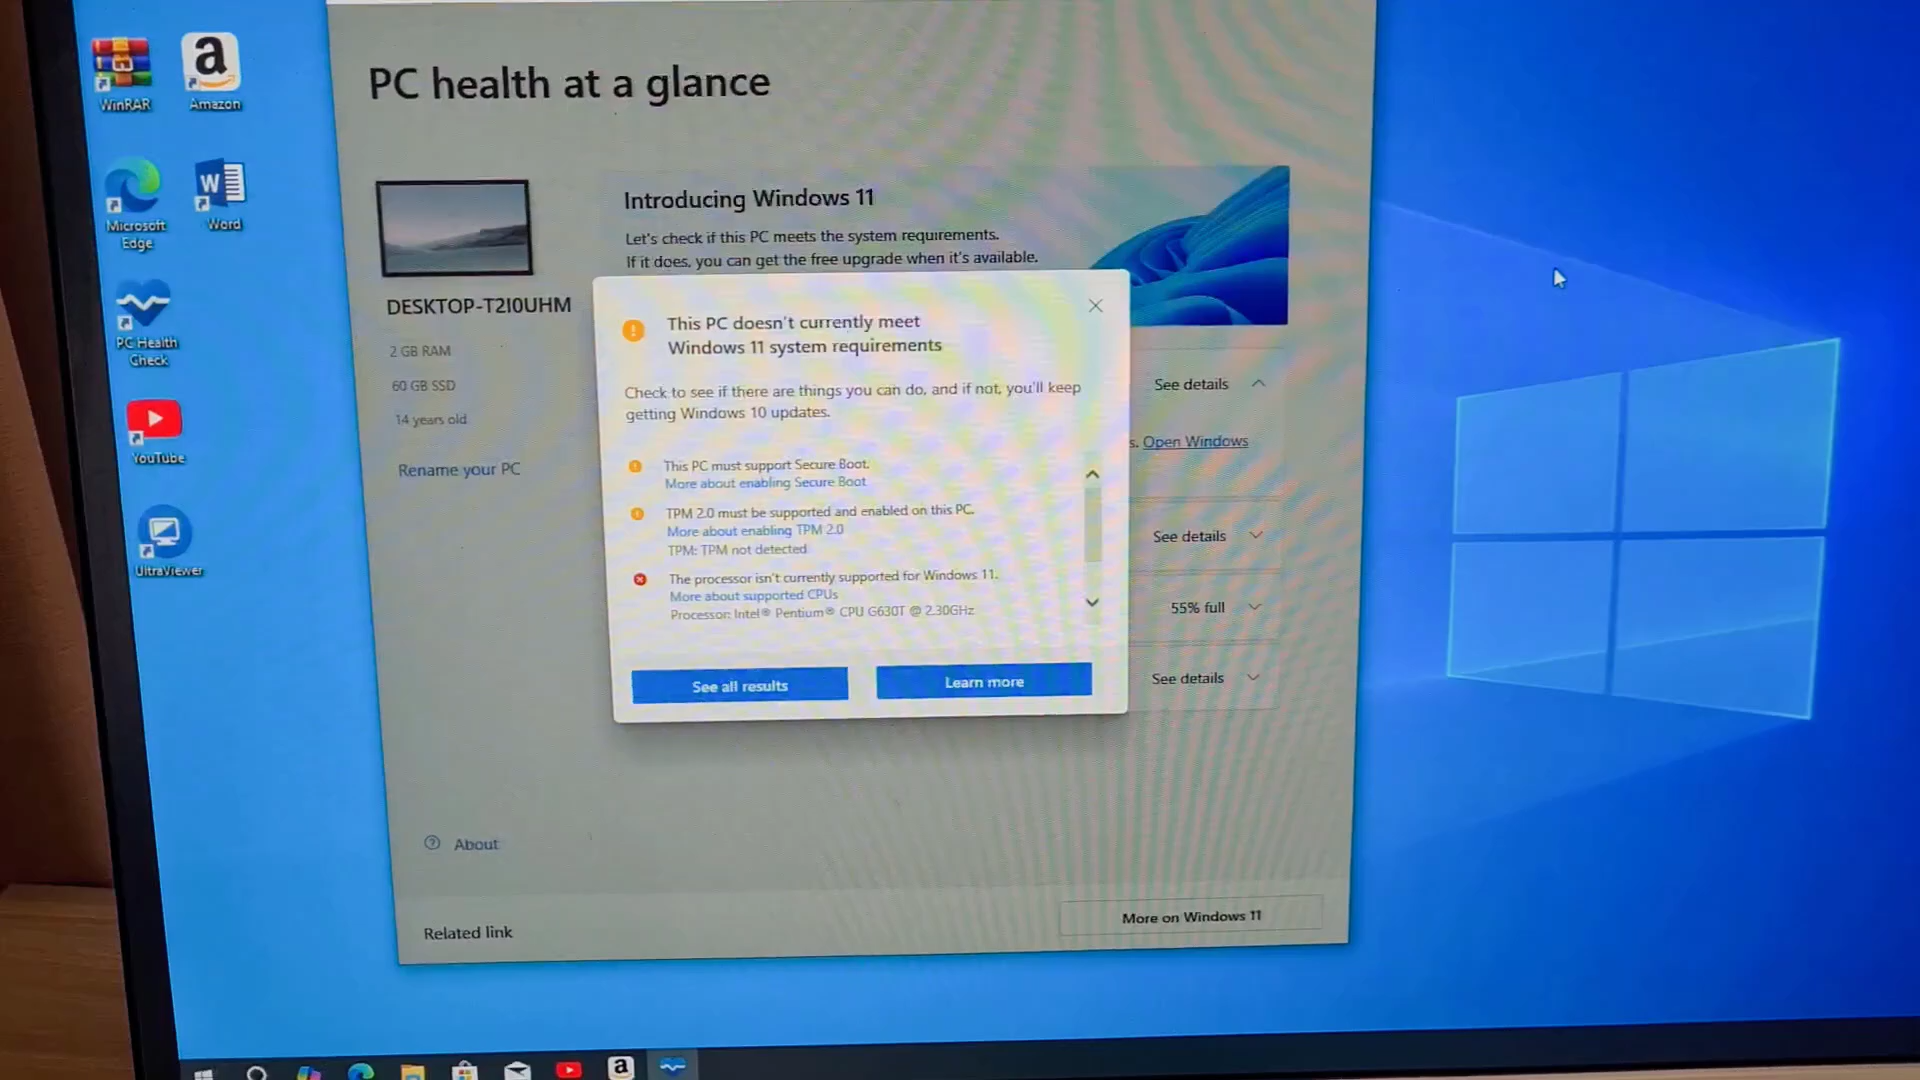 WinRAR
a
Amazon
Microsoft
Edge
W
Word
PC Health
Check
YouTube
UltraViewer
PC health at a glance
DESKTOP-T2I0UHM
2 GB RAM
60 GB SSD
14 years old
Rename your PC
Introducing Windows 11
Let's check if this PC meets the system requirements.
If it does, you can get the free upgrade when it's available.
This PC doesn't currently meet
Windows 11 system requirements
Check to see if there are things you can do, and if not, you'll keep
getting Windows 10 updates.
This PC must support Secure Boot.
More about enabling Secure Boot
TPM 2.0 must be supported and enabled on this PC.
More about enabling TPM 2.0
TPM: TPM not detected
The processor isn't currently supported for Windows 11.
More about supported CPUs
Processor: Intel® Pentium® CPU G630T @ 2.30GHz
See all results
Learn more
See details
s. Open Windows
See details
55% full
See details
About
Related link
More on Windows 11
a